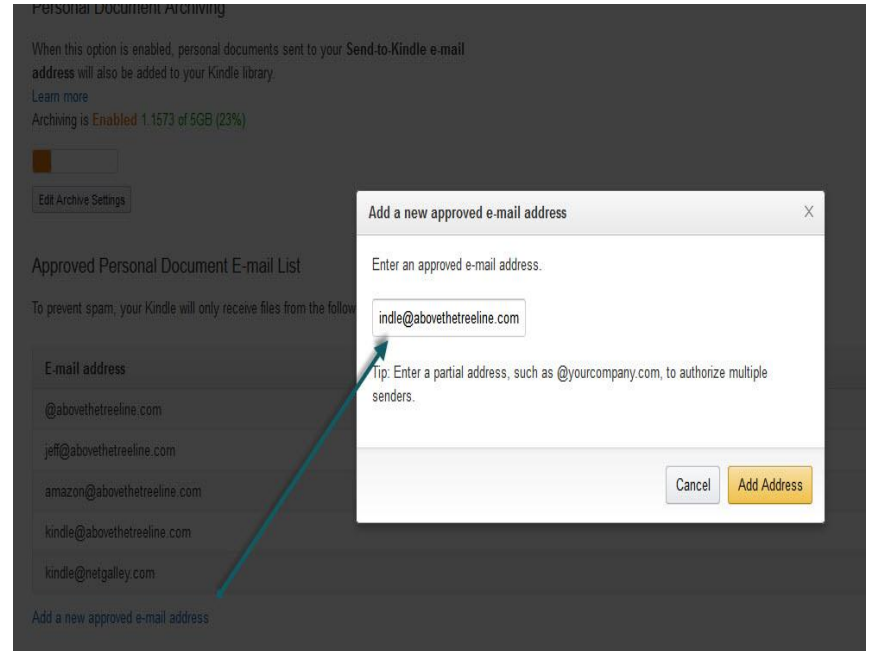 Personal Document Archiving
When this option is enabled, personal documents sent to your Send-to-Kindle e-mail
address will also be added to your Kindle library.
Learn more
Archiving is Enabled 1.1573 of 5GB (23%)
Edit Archive Settings
Approved Personal Document E-mail List
To prevent spam, your Kindle will only receive files from the follow
E-mail address
@abovethetreeline.com
jeff@abovethetreeline.com
amazon@abovethetreeline.com
kindle@abovethetreeline.com
kindle@netgalley.com
Add a new approved e-mail address
Add a new approved e-mail address X
Enter an approved e-mail address.
indle@abovethetreeline.com
Tip: Enter a partial address, such as @yourcompany.com, to authorize multiple
senders.
Cancel Add Address